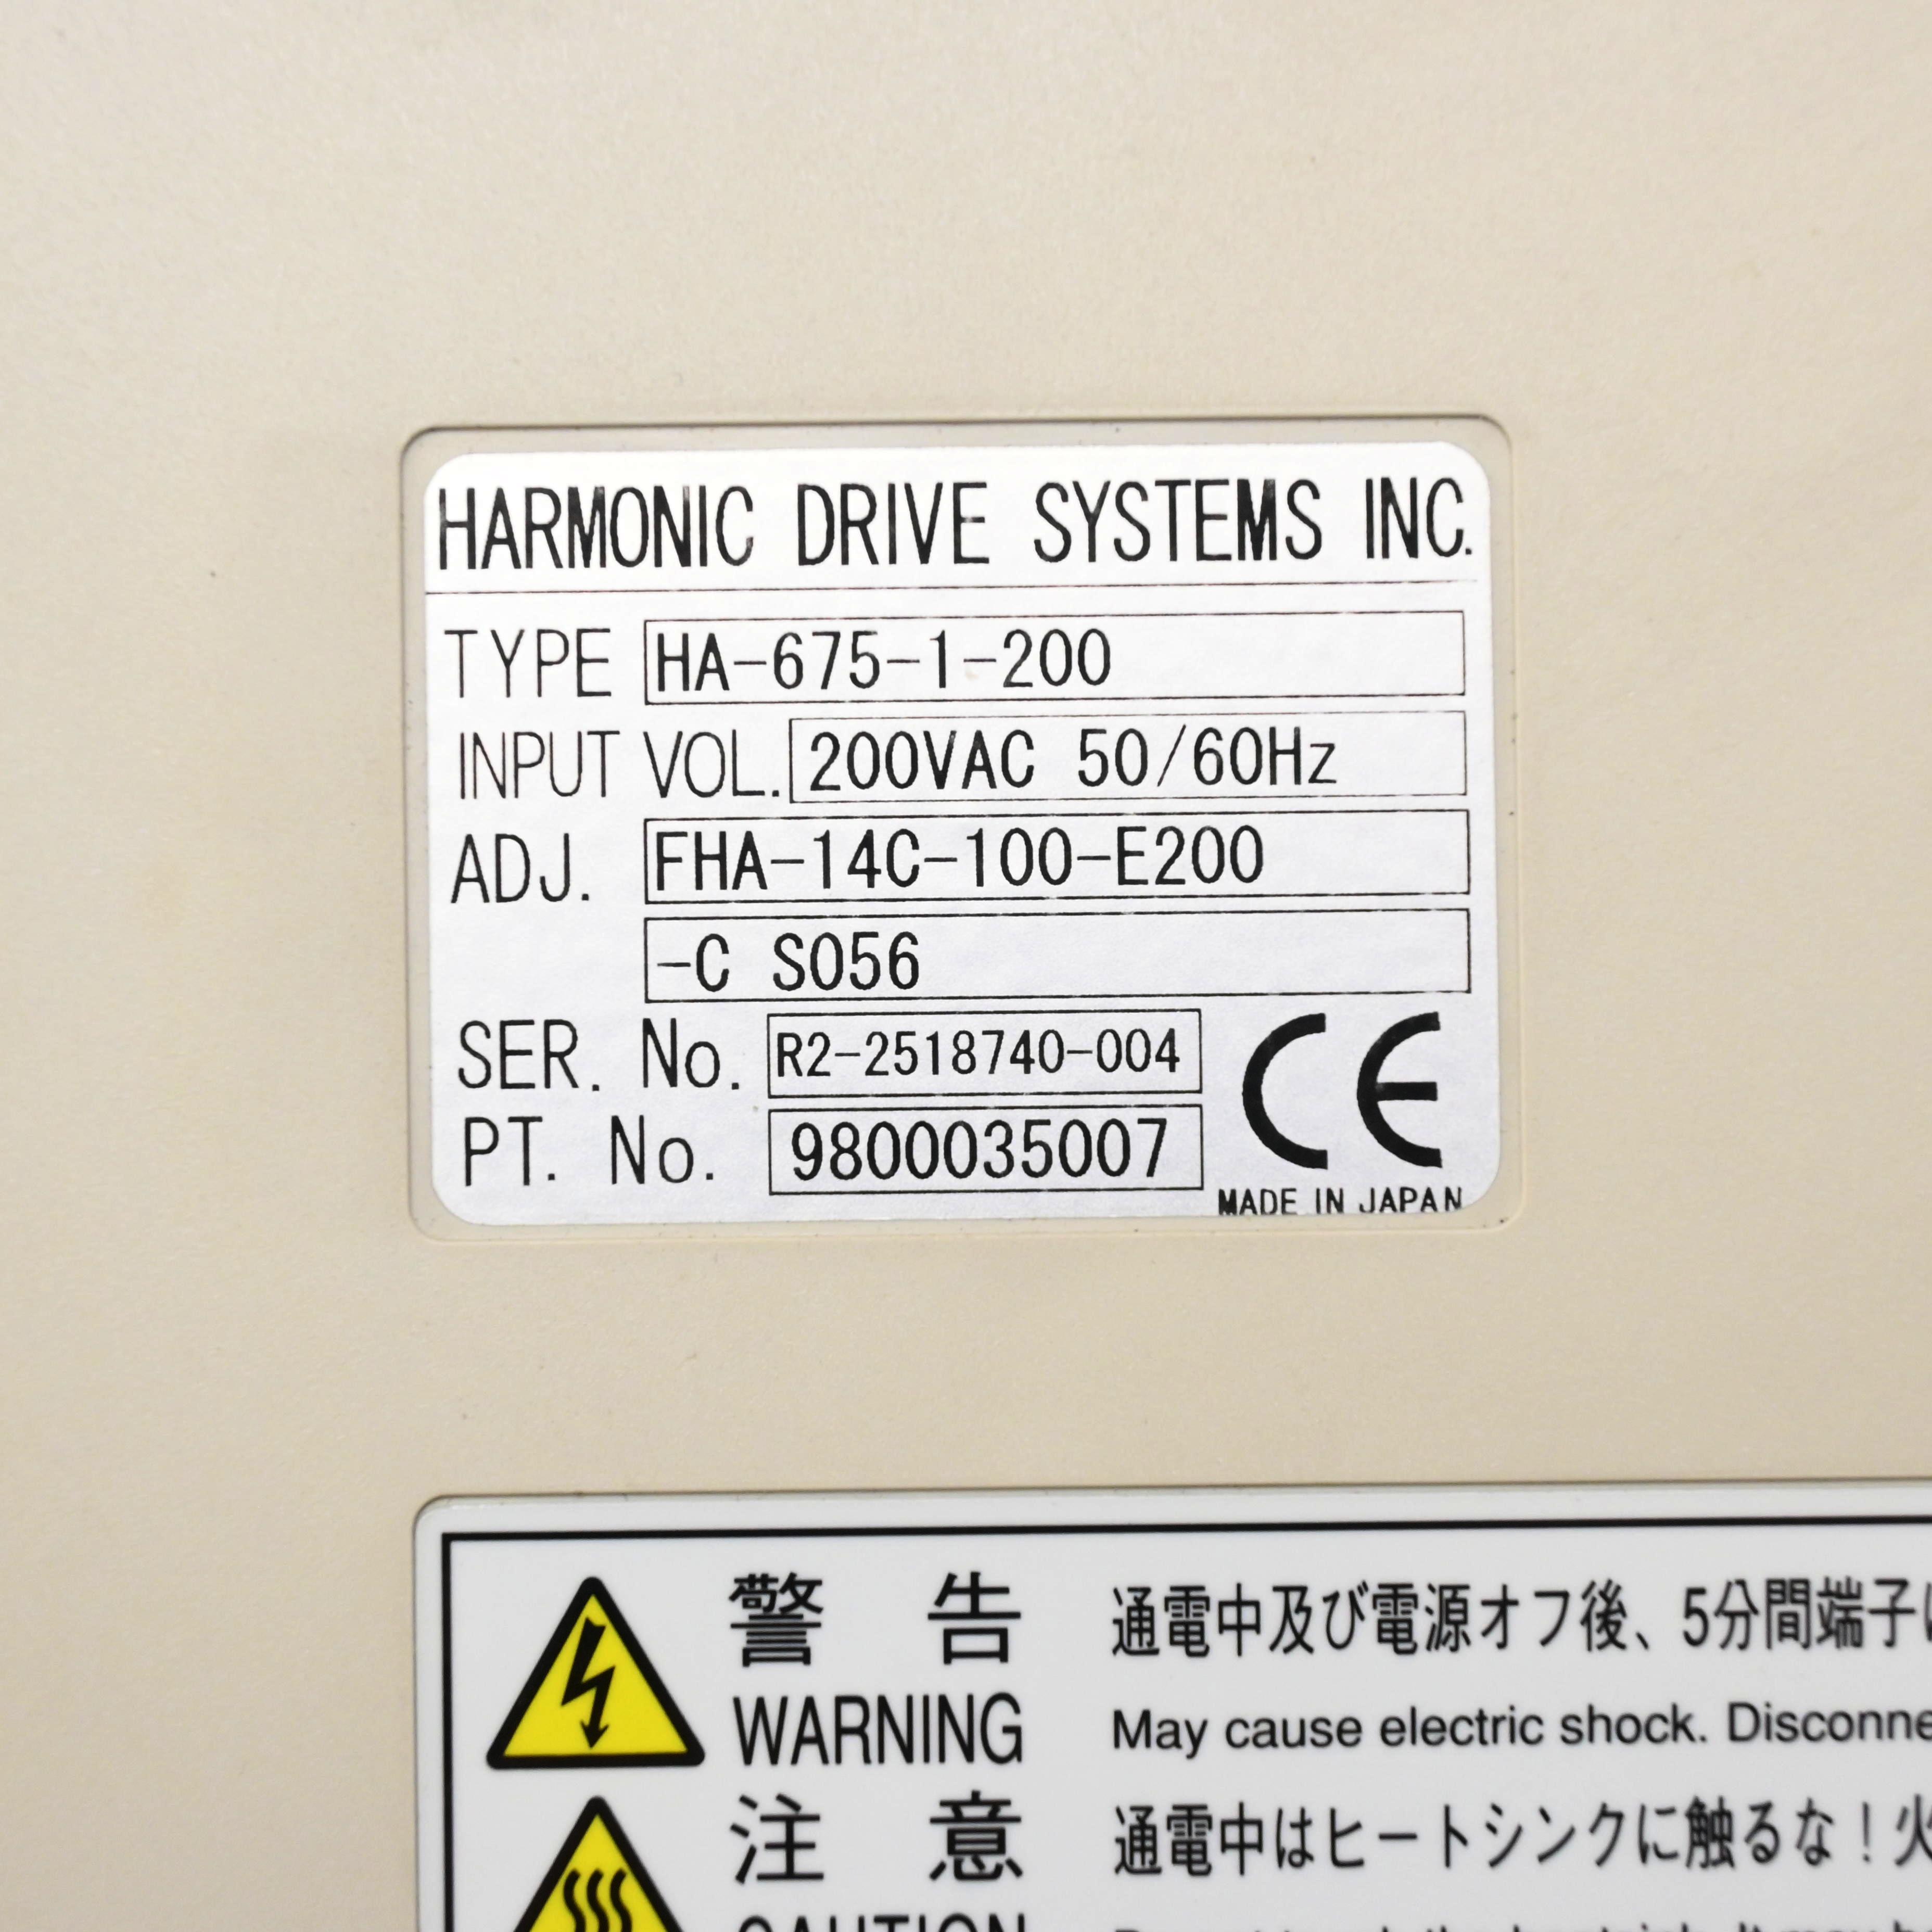 HARMONIC DRIVE SYSTEMS INC.
TYPE HA-675-1-200
INPUT VOL. 200VAC 50/60Hz
ADJ. FHA-14C-100-E200
-C S056
SER. No. R2-2518740-004
PT. No. 9800035007
CE
MADE IN JAPAN
警告 通電中及び電源オフ後、5分間端子に
WARNING May cause electric shock. Disconne
注意 通電中はヒートシンクに触るな！火
CAUTION